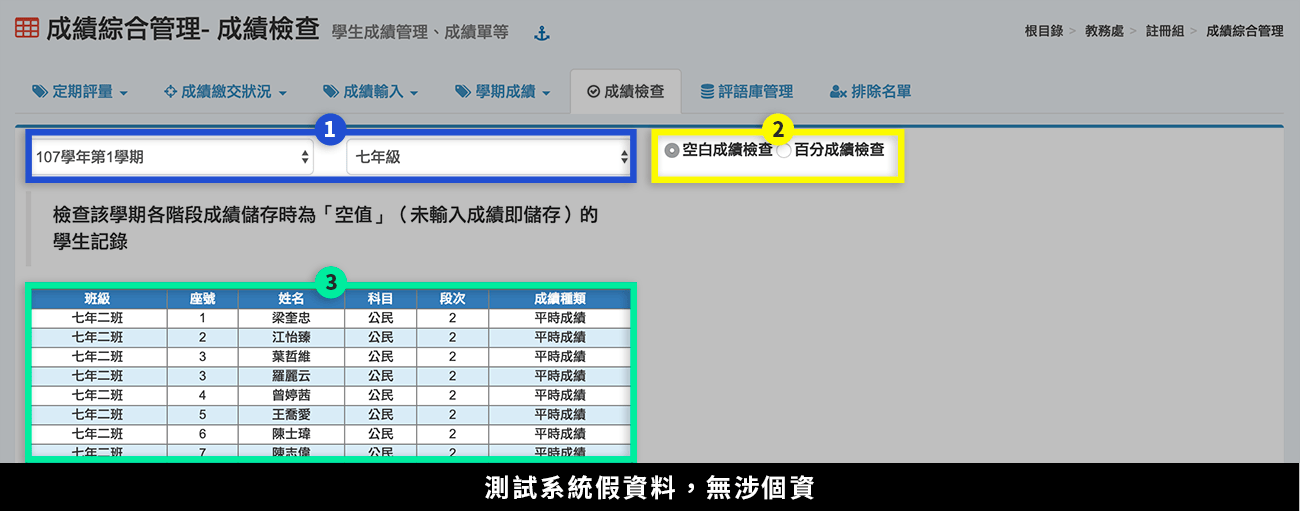 成績綜合管理- 成績檢查 學生成績管理、成績單等
根目錄 > 教務處 > 註冊組 > 成績綜合管理
定期評量 成績繳交狀況 成績輸入 學期成績 成績檢查 評語庫管理 排除名單
1 2
107學年第1學期 七年級 空白成績檢查 百分成績檢查
檢查該學期各階段成績儲存時為「空值」（未輸入成績即儲存）的
學生記錄
3
班級 座號 姓名 科目 段次 成績種類
七年二班 1 梁奎忠 公民 2 平時成績
七年二班 2 江怡臻 公民 2 平時成績
七年二班 3 葉哲維 公民 2 平時成績
七年二班 3 羅麗云 公民 2 平時成績
七年二班 4 曾婷茜 公民 2 平時成績
七年二班 5 王喬愛 公民 2 平時成績
七年二班 6 陳士瑋 公民 2 平時成績
七年二班 7 陳志偉 公民 2 平時成績
測試系統假資料，無涉個資